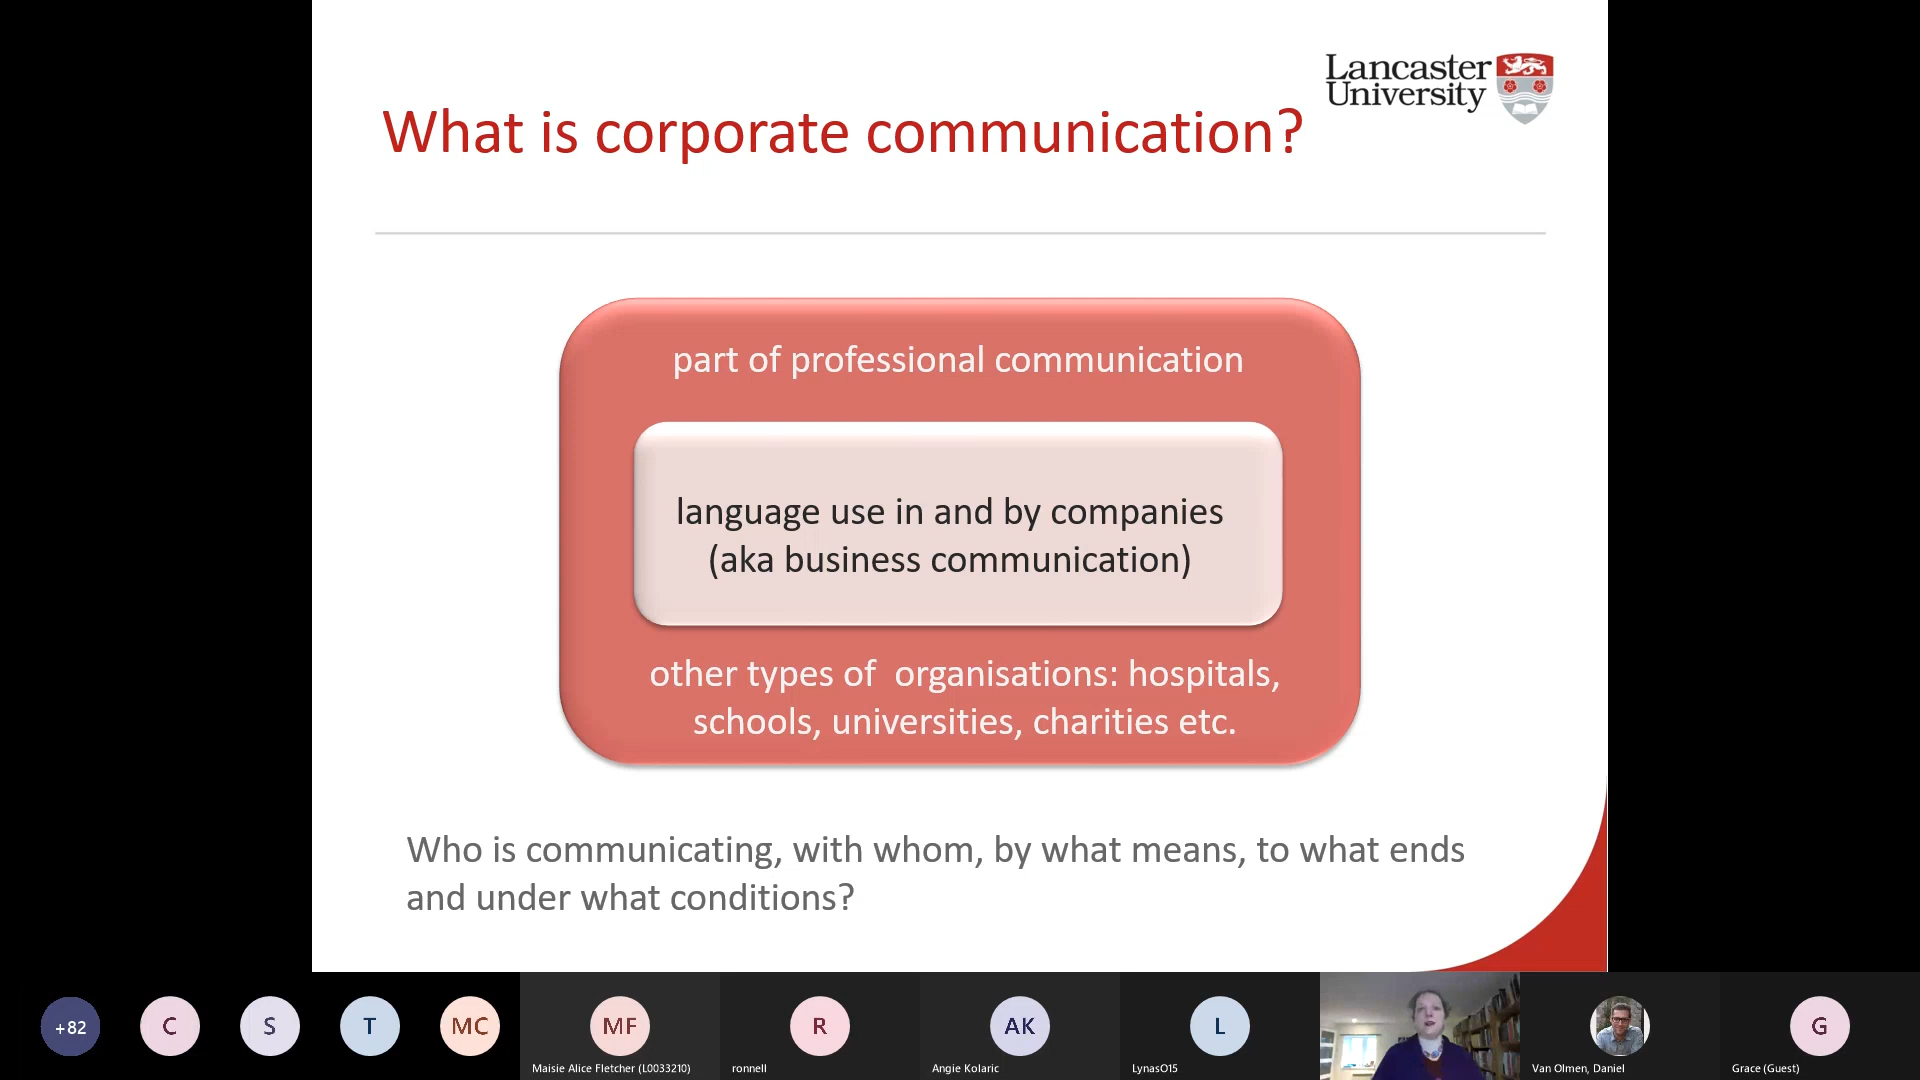 Lancaster
University
What is corporate communication?
part of professional communication
language use in and by companies
(aka business communication)
other types of  organisations: hospitals,
schools, universities, charities etc.
Who is communicating, with whom, by what means, to what ends
and under what conditions?
+82
C
S
T
MC
MF
R
AK
L
G
Maisie Alice Fletcher (L0033210)
ronnell
Angie Kolaric
LynasO15
Van Olmen, Daniel
Grace (Guest)